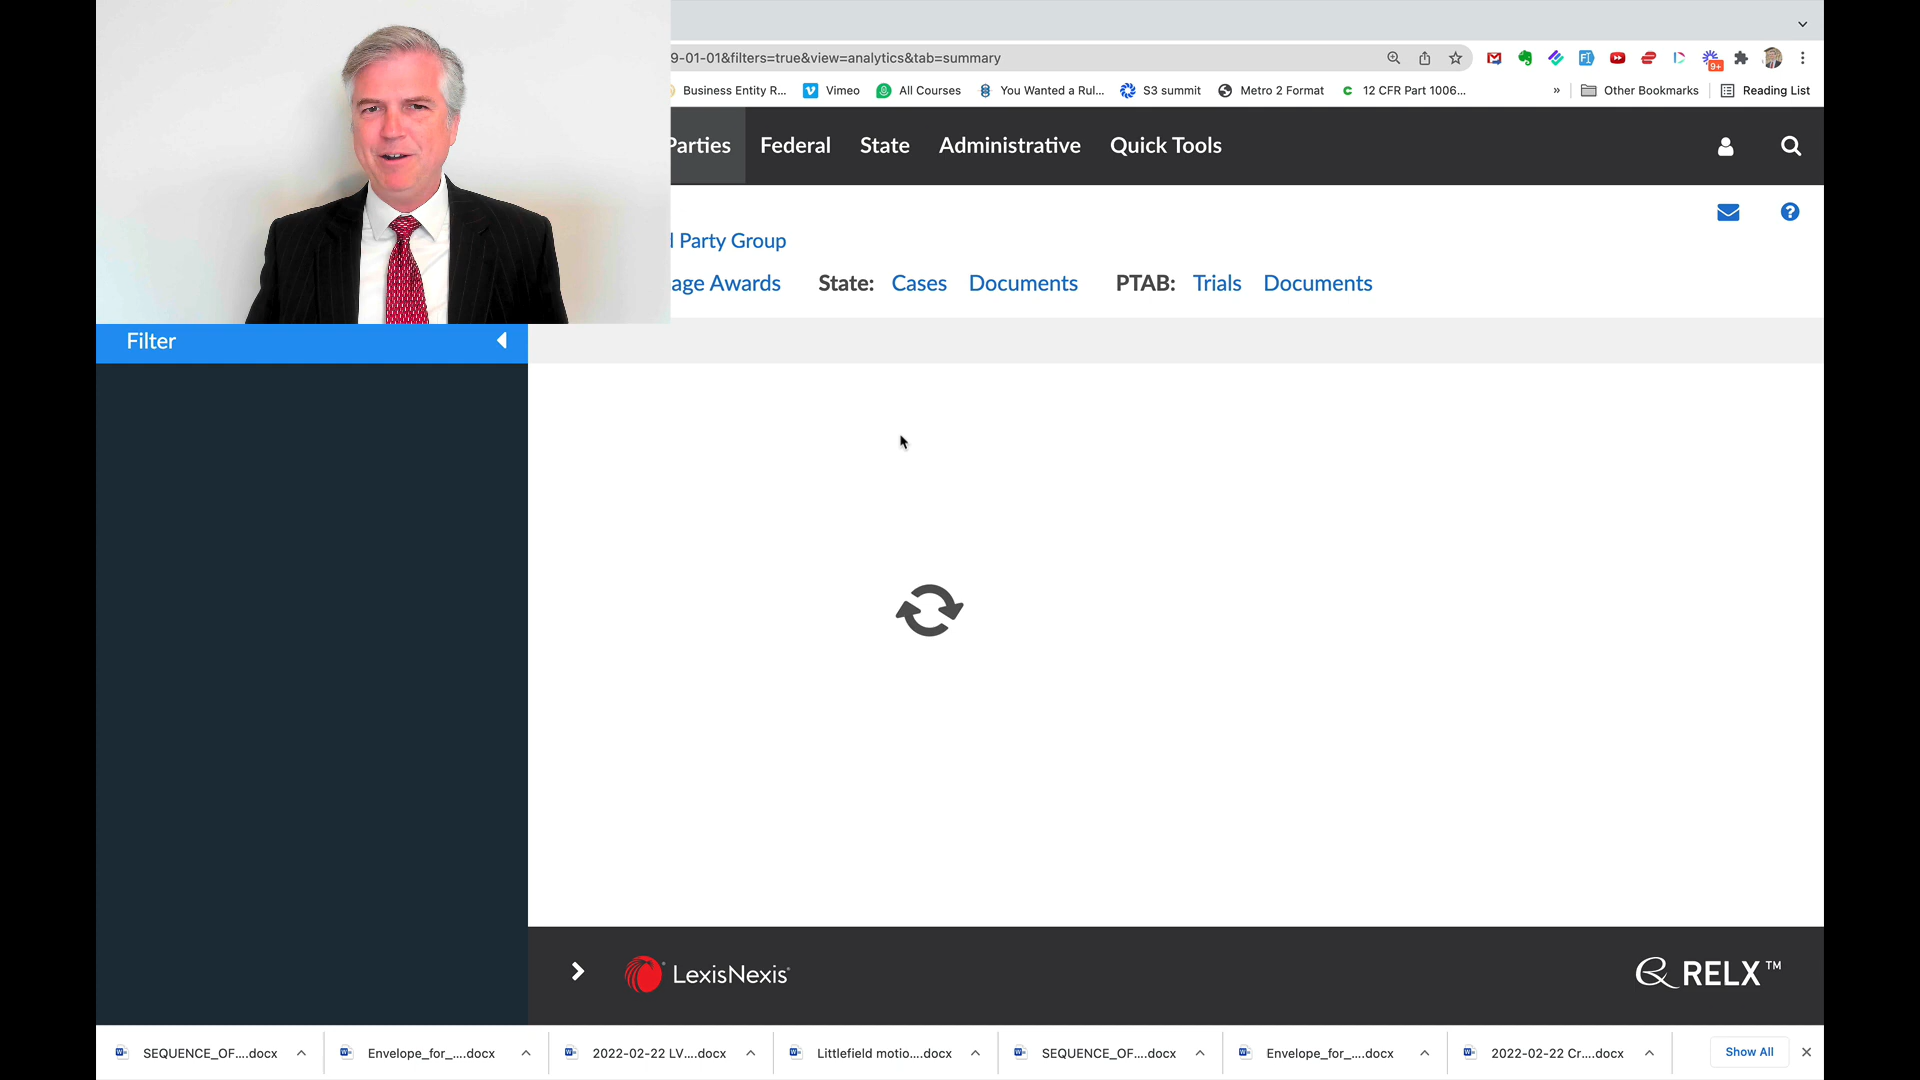 9-01-01&filters=true&view=analytics&tab=summary
9+
Business Entity R... Vimeo All Courses You Wanted a Rul... S3 summit Metro 2 Format 12 CFR Part 1006... » Other Bookmarks Reading List
Parties Federal State Administrative Quick Tools
Party Group
age Awards State: Cases Documents PTAB: Trials Documents
Filter
LexisNexis® RELX™
SEQUENCE_OF....docx Envelope_for_....docx 2022-02-22 LV....docx Littlefield motio....docx SEQUENCE_OF....docx Envelope_for_....docx 2022-02-22 Cr....docx Show All